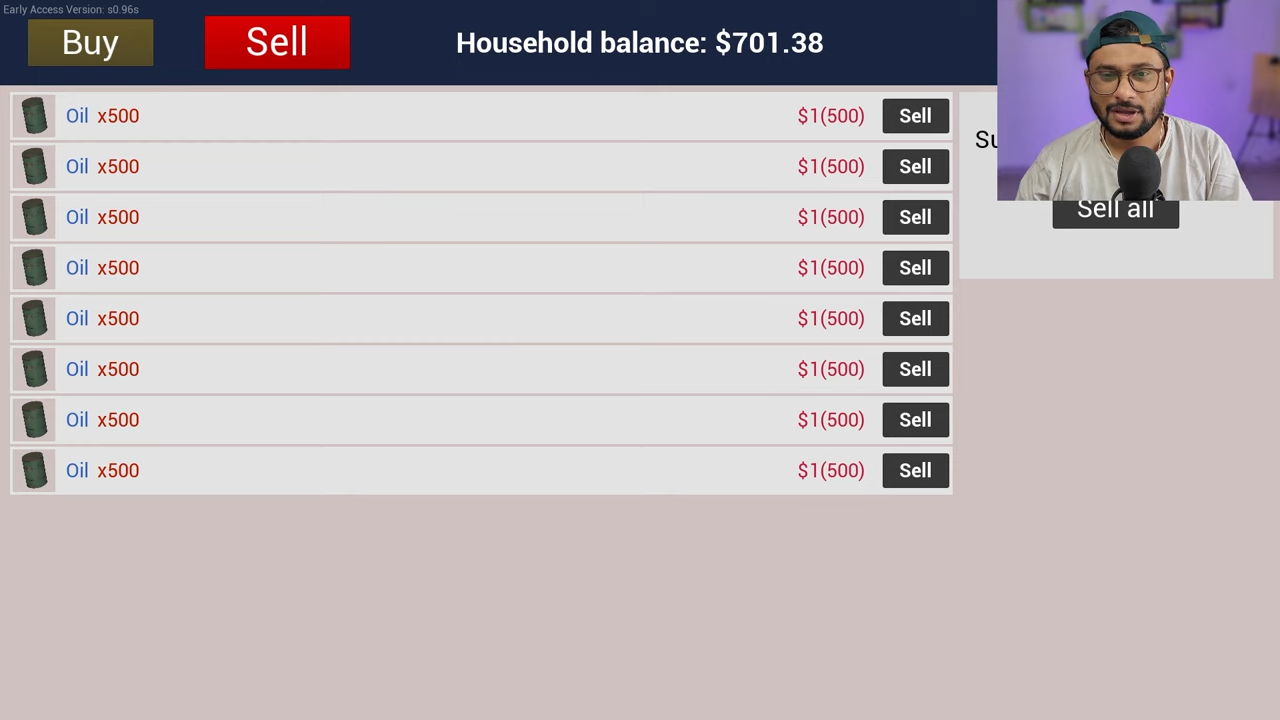 Early Access Version: s0.96s
Buy Sell Household balance: $701.38
Oil x500 $1(500) Sell
Oil x500 $1(500) Sell
Oil x500 $1(500) Sell
Oil x500 $1(500) Sell
Oil x500 $1(500) Sell
Oil x500 $1(500) Sell
Oil x500 $1(500) Sell
Oil x500 $1(500) Sell
Sell all